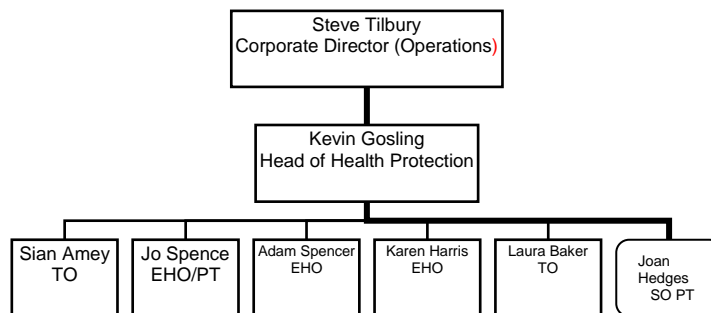 Steve Tilbury
Corporate Director (Operations)
Kevin Gosling
Head of Health Protection
Sian Amey
TO
Jo Spence
EHO/PT
Adam Spencer
EHO
Karen Harris
EHO
Laura Baker
TO
Joan
Hedges
SO PT